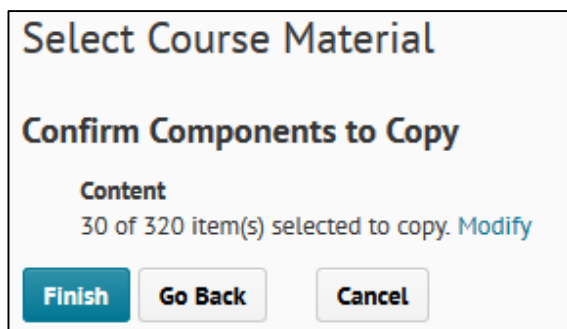 Select Course Material
Confirm Components to Copy
Content
30 of 320 item(s) selected to copy. Modify
Finish Go Back Cancel